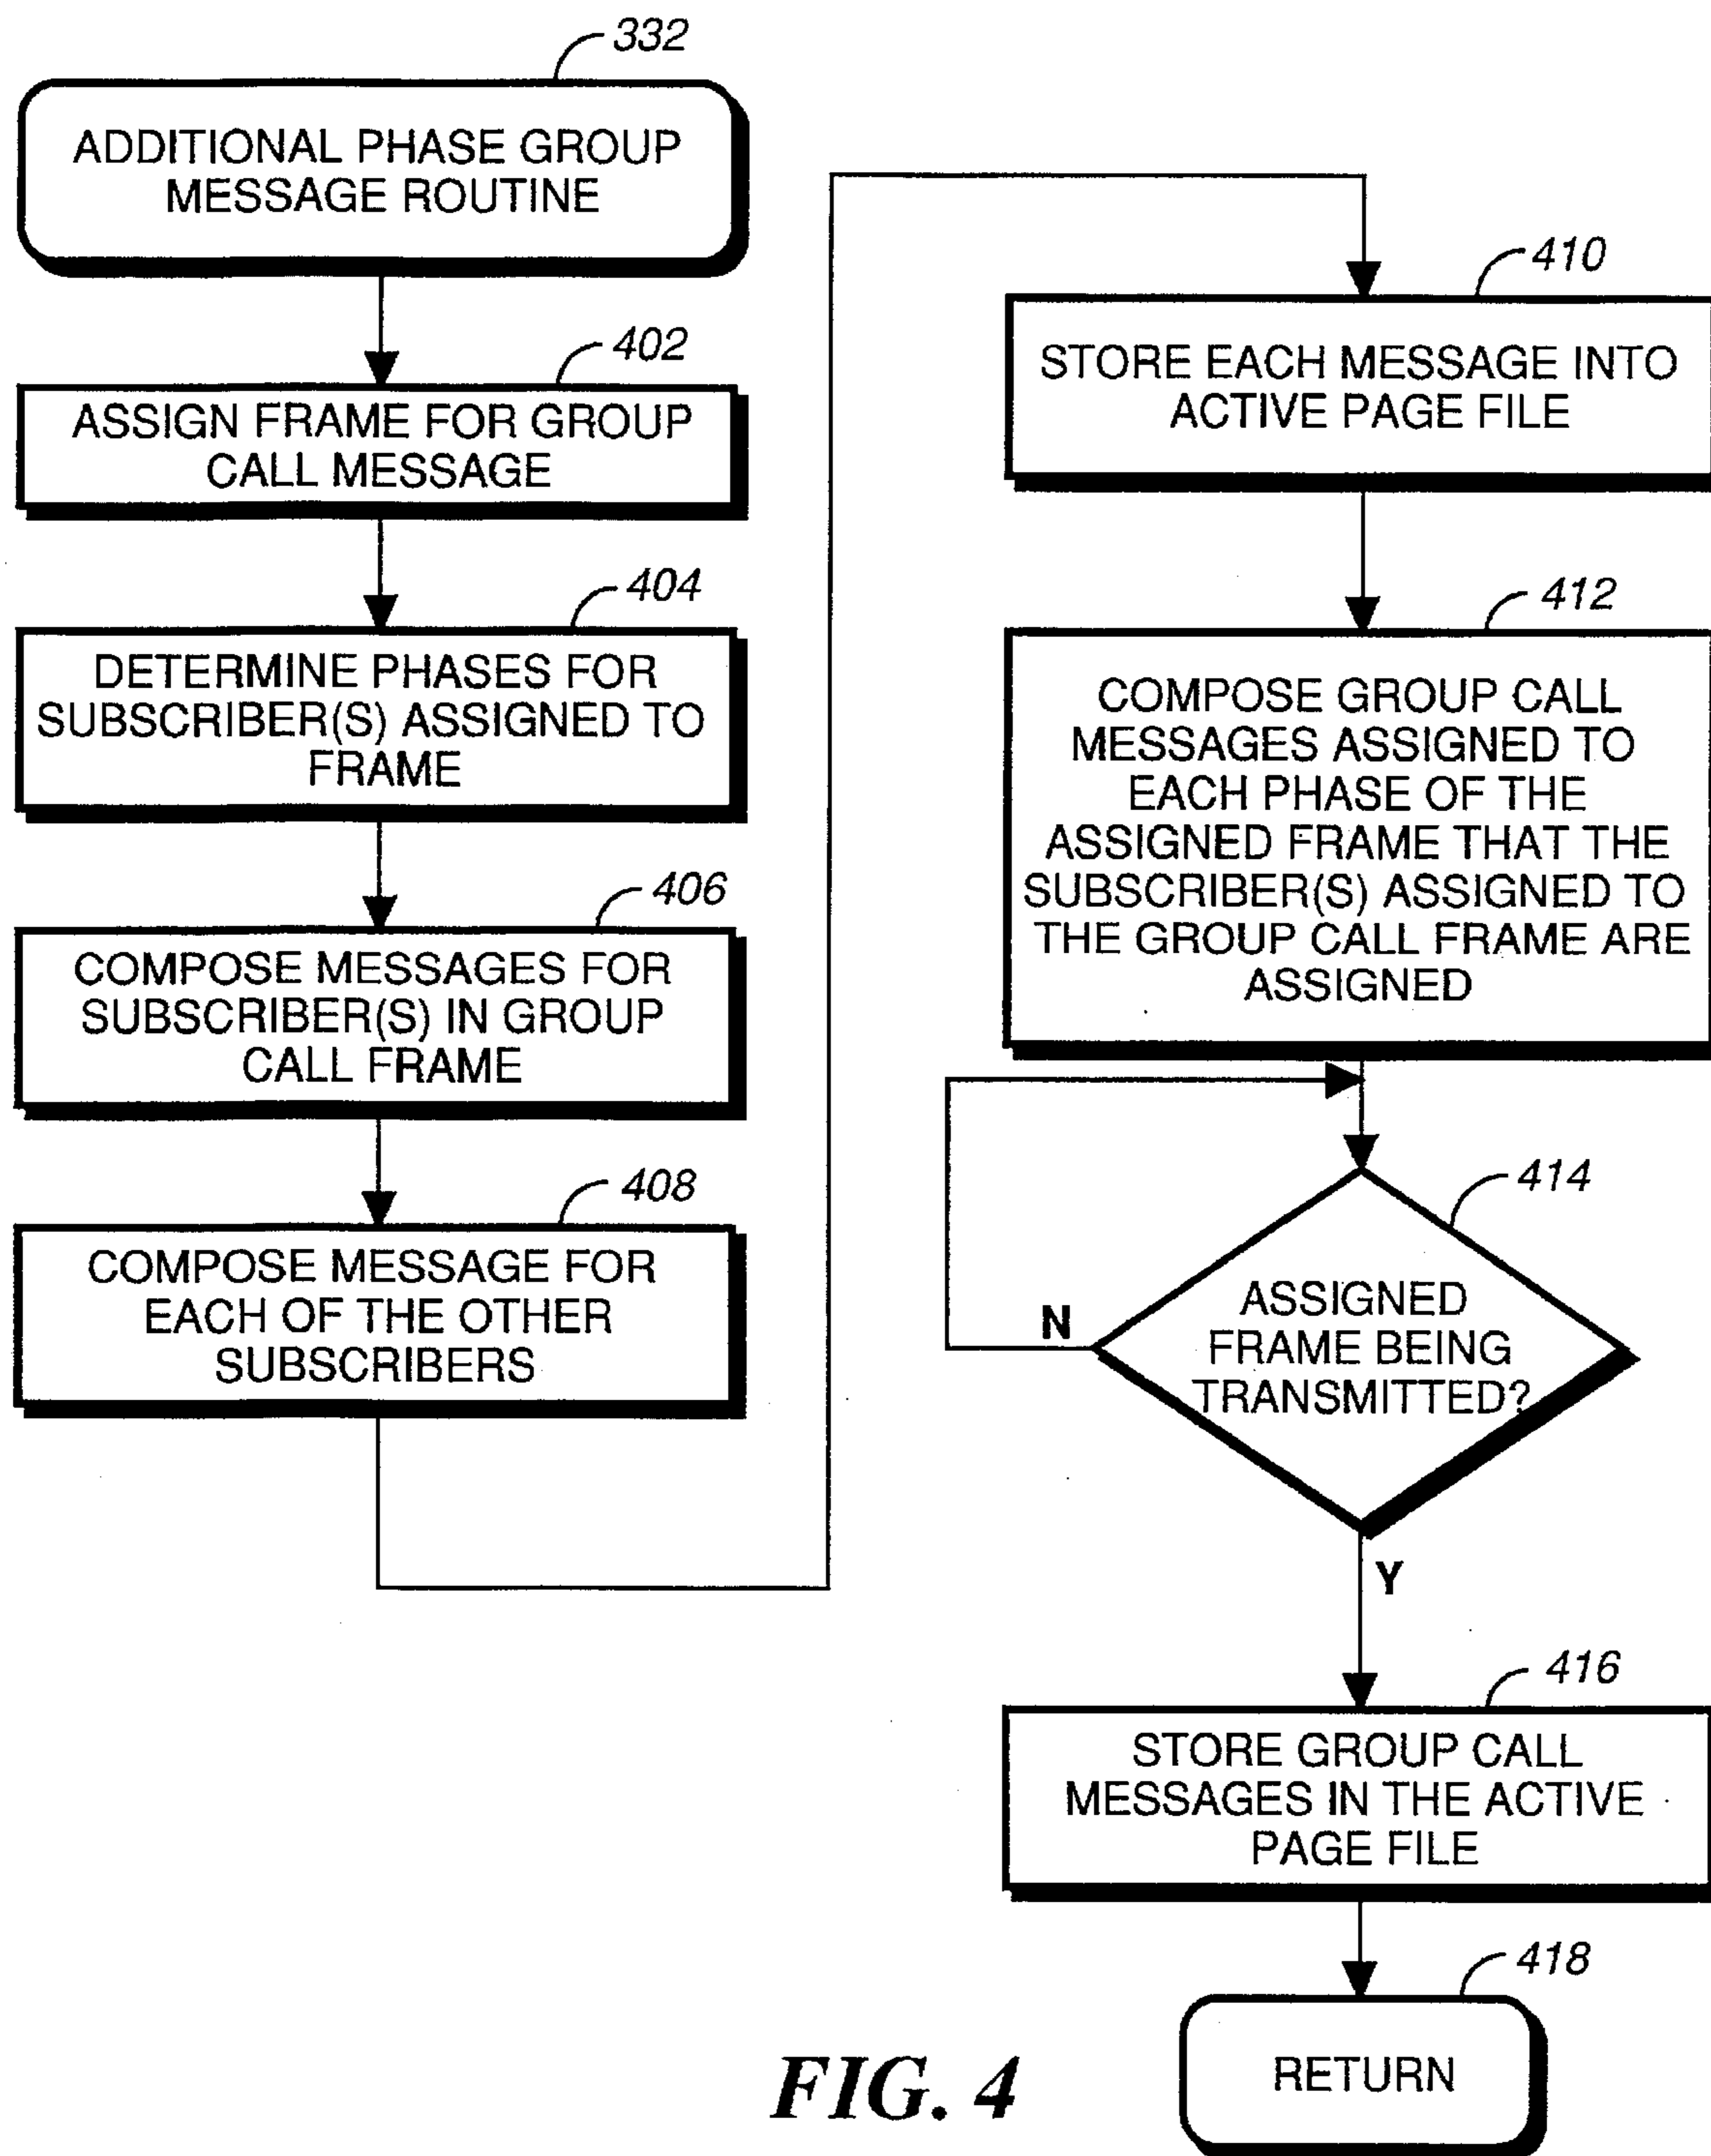 332
ADDITIONAL PHASE GROUP
MESSAGE ROUTINE
402
ASSIGN FRAME FOR GROUP
CALL MESSAGE
404
DETERMINE PHASES FOR
SUBSCRIBER(S) ASSIGNED TO
FRAME
406
COMPOSE MESSAGES FOR
SUBSCRIBER(S) IN GROUP
CALL FRAME
408
COMPOSE MESSAGE FOR
EACH OF THE OTHER
SUBSCRIBERS
410
STORE EACH MESSAGE INTO
ACTIVE PAGE FILE
412
COMPOSE GROUP CALL
MESSAGES ASSIGNED TO
EACH PHASE OF THE
ASSIGNED FRAME THAT THE
SUBSCRIBER(S) ASSIGNED TO
THE GROUP CALL FRAME ARE
ASSIGNED
414
ASSIGNED
FRAME BEING
TRANSMITTED?
N
Y
416
STORE GROUP CALL
MESSAGES IN THE ACTIVE
PAGE FILE
418
RETURN
FIG. 4